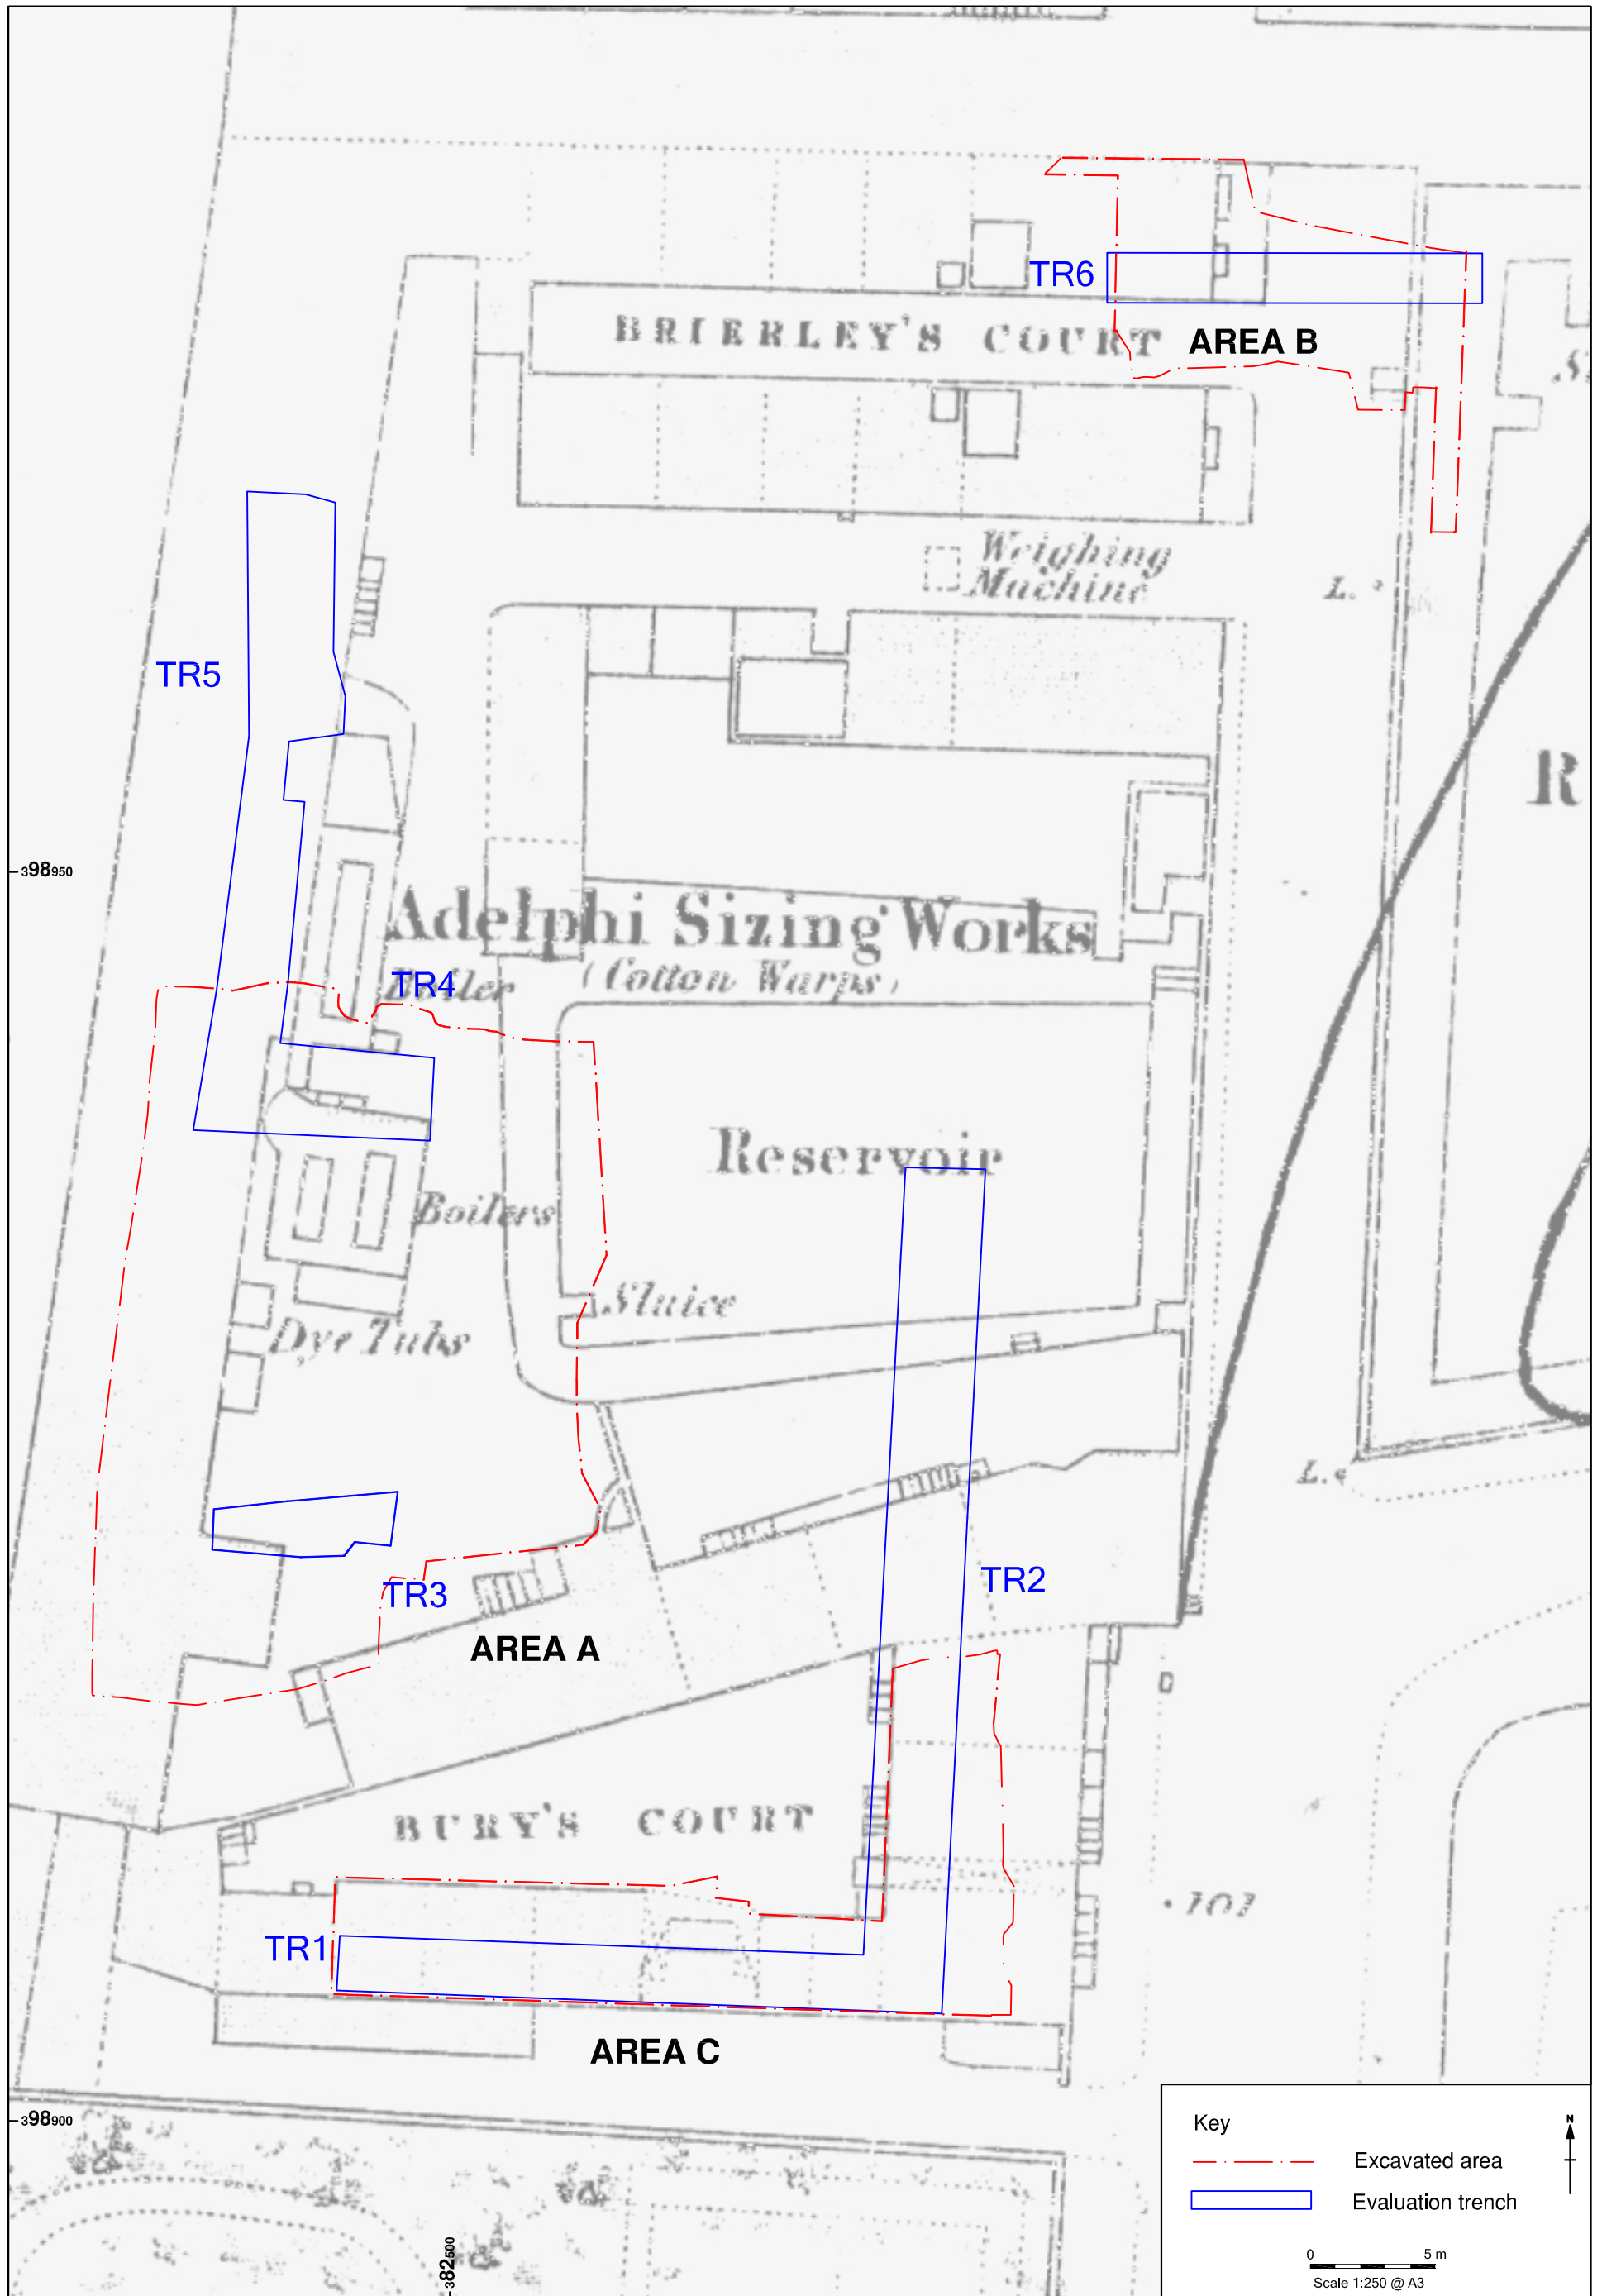 TR6
BRIERLEY'S COURT
AREA B
Weighing
Machine
L.
TR5
R
398950
Adelphi Sizing Works
(Cotton Warps)
TR4
Boiler
Reservoir
Boilers
Sluice
Dye Tubs
L.
TR2
TR3
AREA A
BURY'S COURT
101
TR1
AREA C
398900
382500
Key
N
Excavated area
Evaluation trench
0 5 m
Scale 1:250 @ A3